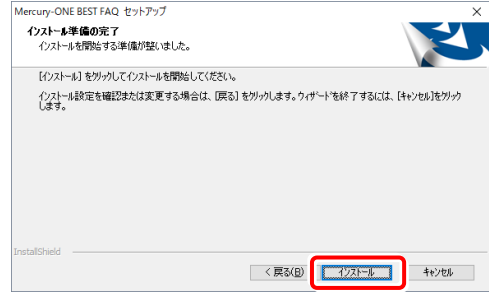 Mercury-ONE BEST FAQ セットアップ
インストール準備の完了
インストールを開始する準備が整いました。
[インストール] をクリックしてインストールを開始してください。
インストール設定を確認または変更する場合は、[戻る] をクリックします。ウィザードを終了するには、[キャンセル]をクリック
します。
InstallShield
< 戻る(B)
インストール
キャンセル